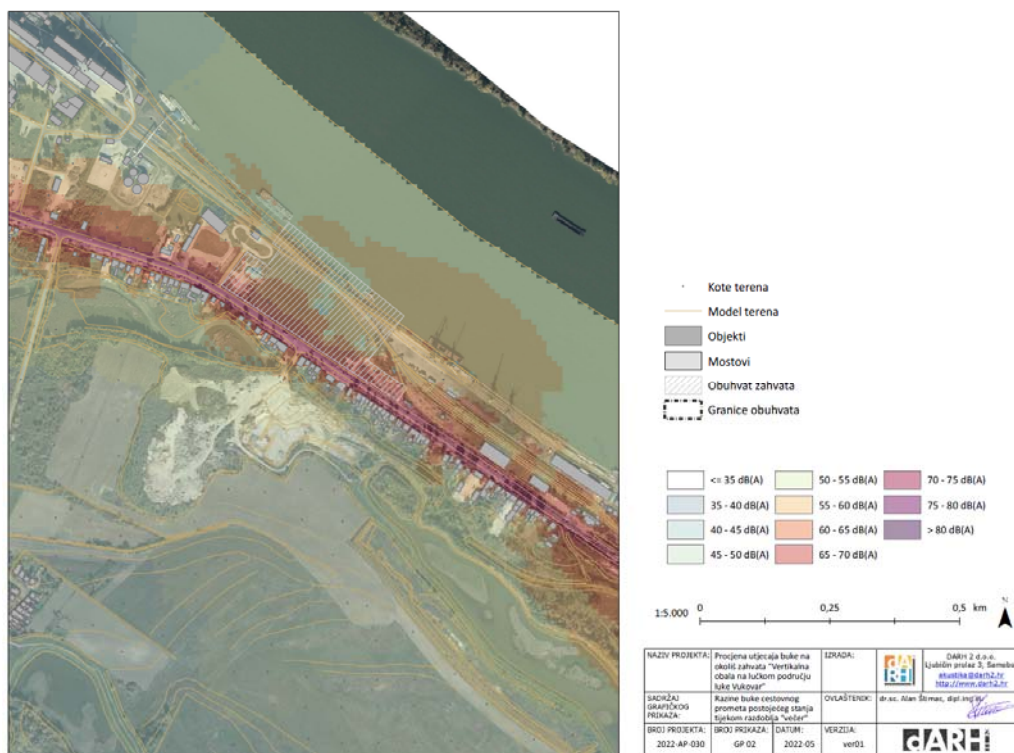 Kote terena
Model terena
Objekti
Mostovi
Obuhvat zahvata
Granice obuhvata
<= 35 dB(A)
35 - 40 dB(A)
40 - 45 dB(A)
45 - 50 dB(A)
50 - 55 dB(A)
55 - 60 dB(A)
60 - 65 dB(A)
65 - 70 dB(A)
70 - 75 dB(A)
75 - 80 dB(A)
> 80 dB(A)
N
1:5.000 0 0,25 0,5 km
NAZIV PROJEKTA:
Procjena utjecaja buke na
okoliš zahvata "Vertikalna
obala na lučkom području
luke Vukovar"
IZRADA:
dARH
DARH 2 d.o.o.
Ljubičin prolaz 3, Samobor
akustika@darh2.hr
http://www.darh2.hr
SADRŽAJ
GRAFIČKOG
PRIKAZA:
Razine buke cestovnog
prometa postojećeg stanja
tijekom razdoblja "večer"
OVLAŠTENIK:
dr.sc. Alan Štimac, dipl.ing.
BROJ PROJEKTA:
2022-AP-030
BROJ PRIKAZA:
GP 02
DATUM:
2022-05
VERZIJA:
ver01
dARH